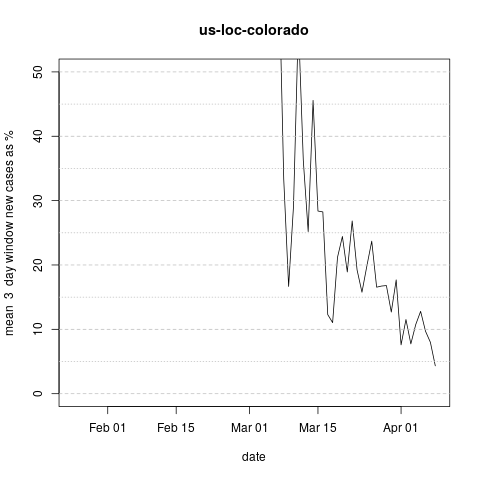 us-loc-colorado
mean  3  day window new cases as %
50
40
30
20
10
0
Feb 01
Feb 15
Mar 01
Mar 15
Apr 01
date